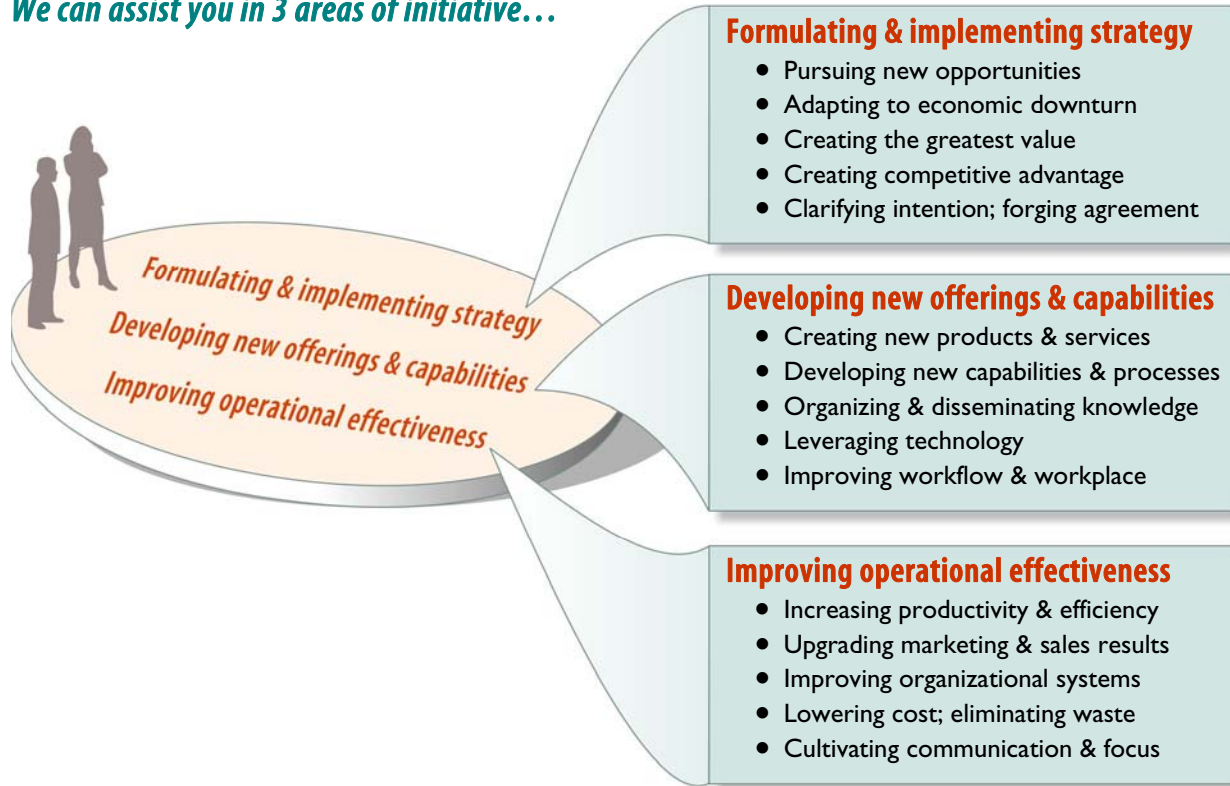 We can assist you in 3 areas of initiative…
Formulating & implementing strategy
Developing new offerings & capabilities
Improving operational effectiveness
Formulating & implementing strategy
• Pursuing new opportunities
• Adapting to economic downturn
• Creating the greatest value
• Creating competitive advantage
• Clarifying intention; forging agreement
Developing new offerings & capabilities
• Creating new products & services
• Developing new capabilities & processes
• Organizing & disseminating knowledge
• Leveraging technology
• Improving workflow & workplace
Improving operational effectiveness
• Increasing productivity & efficiency
• Upgrading marketing & sales results
• Improving organizational systems
• Lowering cost; eliminating waste
• Cultivating communication & focus